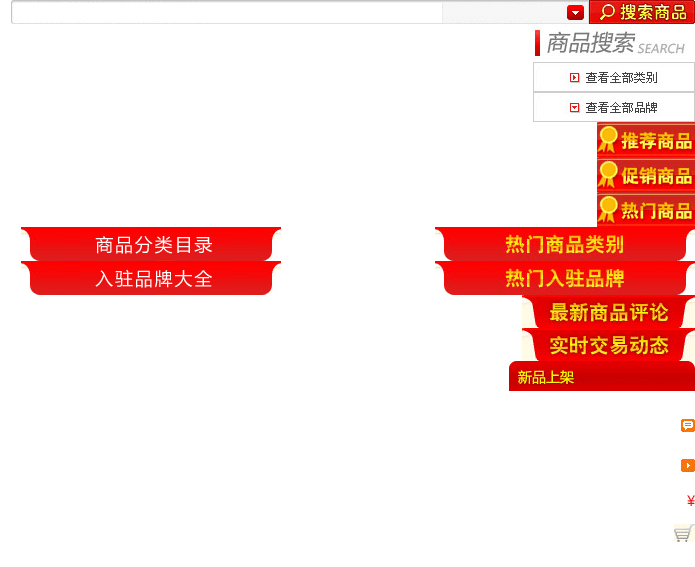 搜索商品
商品搜索 SEARCH
查看全部类别
查看全部品牌
推荐商品
促销商品
热门商品
商品分类目录 热门商品类别
入驻品牌大全 热门入驻品牌
最新商品评论
实时交易动态
新品上架
¥